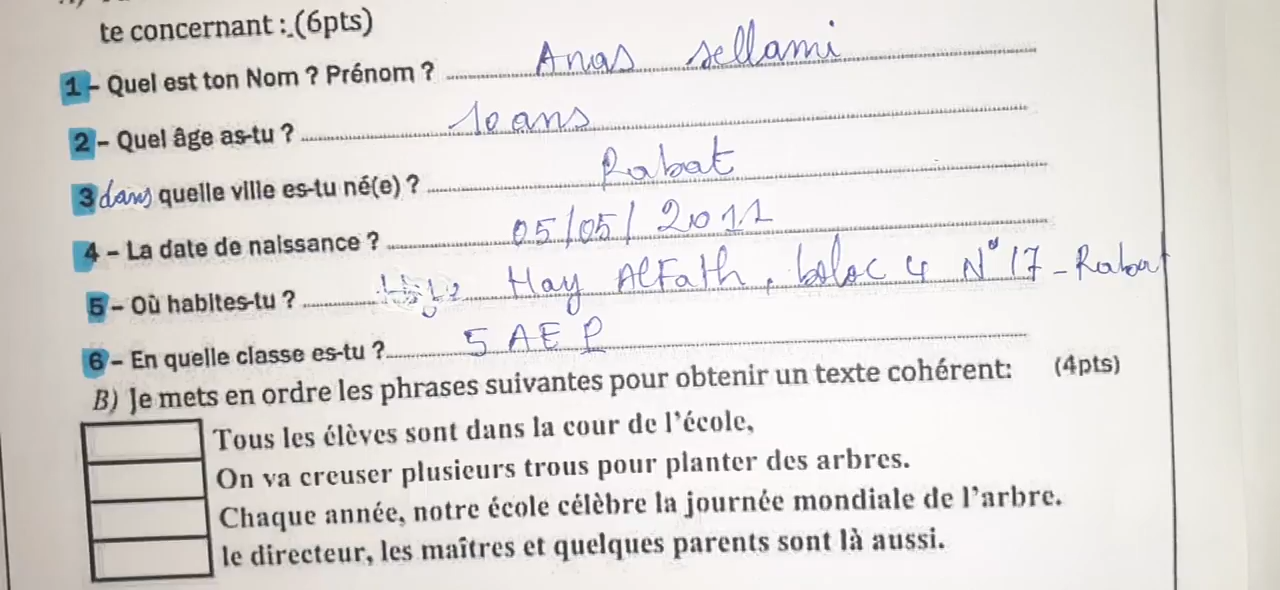 te concernant :.(6pts)
1 - Quel est ton Nom ? Prénom ? Anas sellami
2 - Quel âge as-tu ? 10 ans
3 dans quelle ville es-tu né(e) ? Rabat
4 - La date de naissance ? 05/05/2011
5 - Où habites-tu ? Hay AlFath, boloc 4 N° 17 - Rabat
6 - En quelle classe es-tu ? 5 AEP
B) Je mets en ordre les phrases suivantes pour obtenir un texte cohérent: (4pts)
Tous les élèves sont dans la cour de l'école,
On va creuser plusieurs trous pour planter des arbres.
Chaque année, notre école célèbre la journée mondiale de l'arbre.
le directeur, les maîtres et quelques parents sont là aussi.